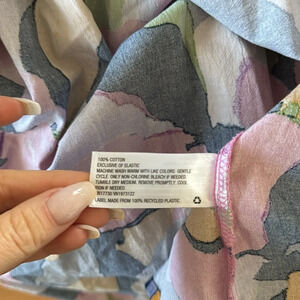 100% COTTON
EXCLUSIVE OF ELASTIC
MACHINE WASH WARM WITH LIKE COLORS. GENTLE
CYCLE. ONLY NON-CHLORINE BLEACH IF NEEDED.
TUMBLE DRY MEDIUM. REMOVE PROMPTLY. COOL
IRON IF NEEDED.
VN1973122
LABEL MADE FROM 100% RECYCLED PLASTIC